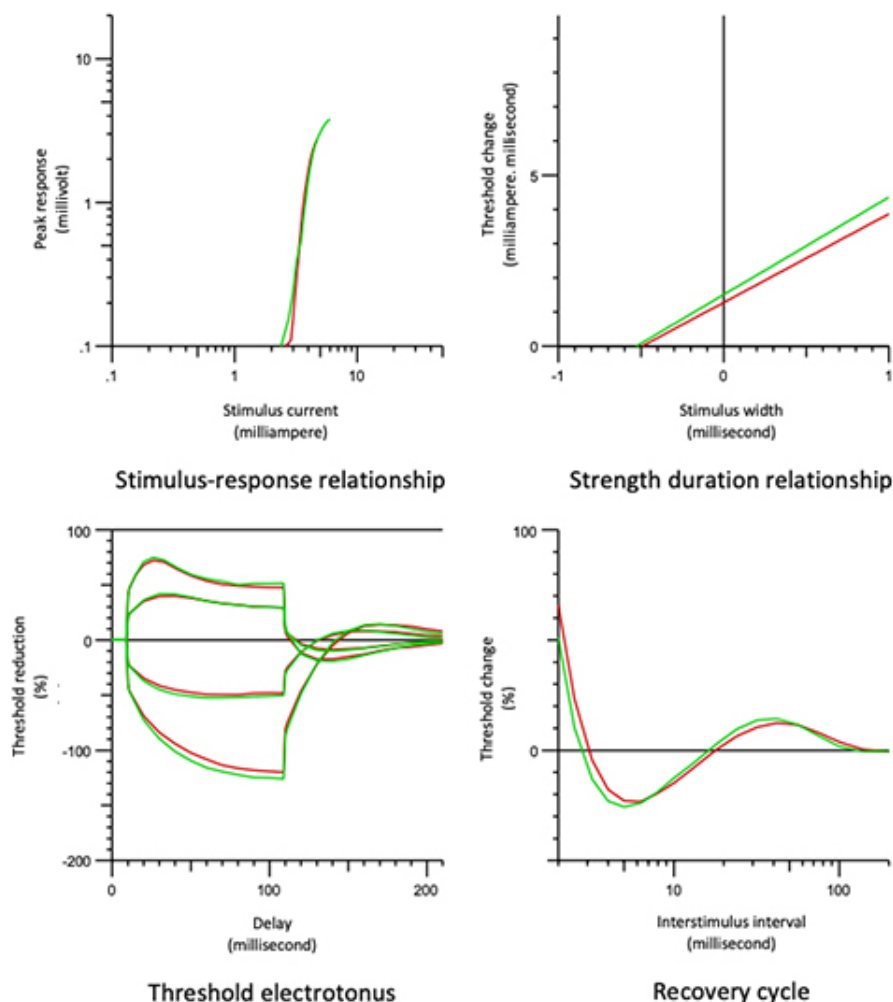 10
1
.1
.1
1
10
Peak response
(millivolt)
Stimulus current
(milliampere)
Stimulus-response relationship
5
0
-1
0
1
Threshold change
(milliampere. millisecond)
Stimulus width
(millisecond)
Strength duration relationship
100
0
-100
-200
0
100
200
Threshold reduction
(%)
Delay
(millisecond)
Threshold electrotonus
100
0
10
100
Threshold change
(%)
Interstimulus interval
(millisecond)
Recovery cycle